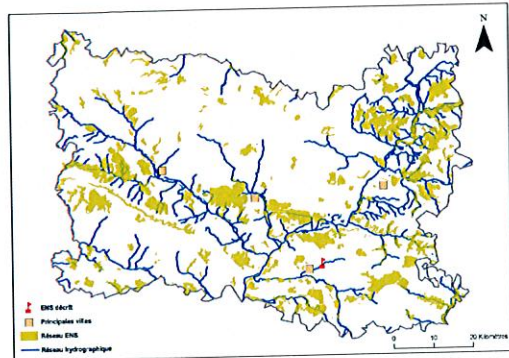 N
ENS décrit
Principales villes
Réseau ENS
Réseau hydrographique
0 10 20 Kilomètres